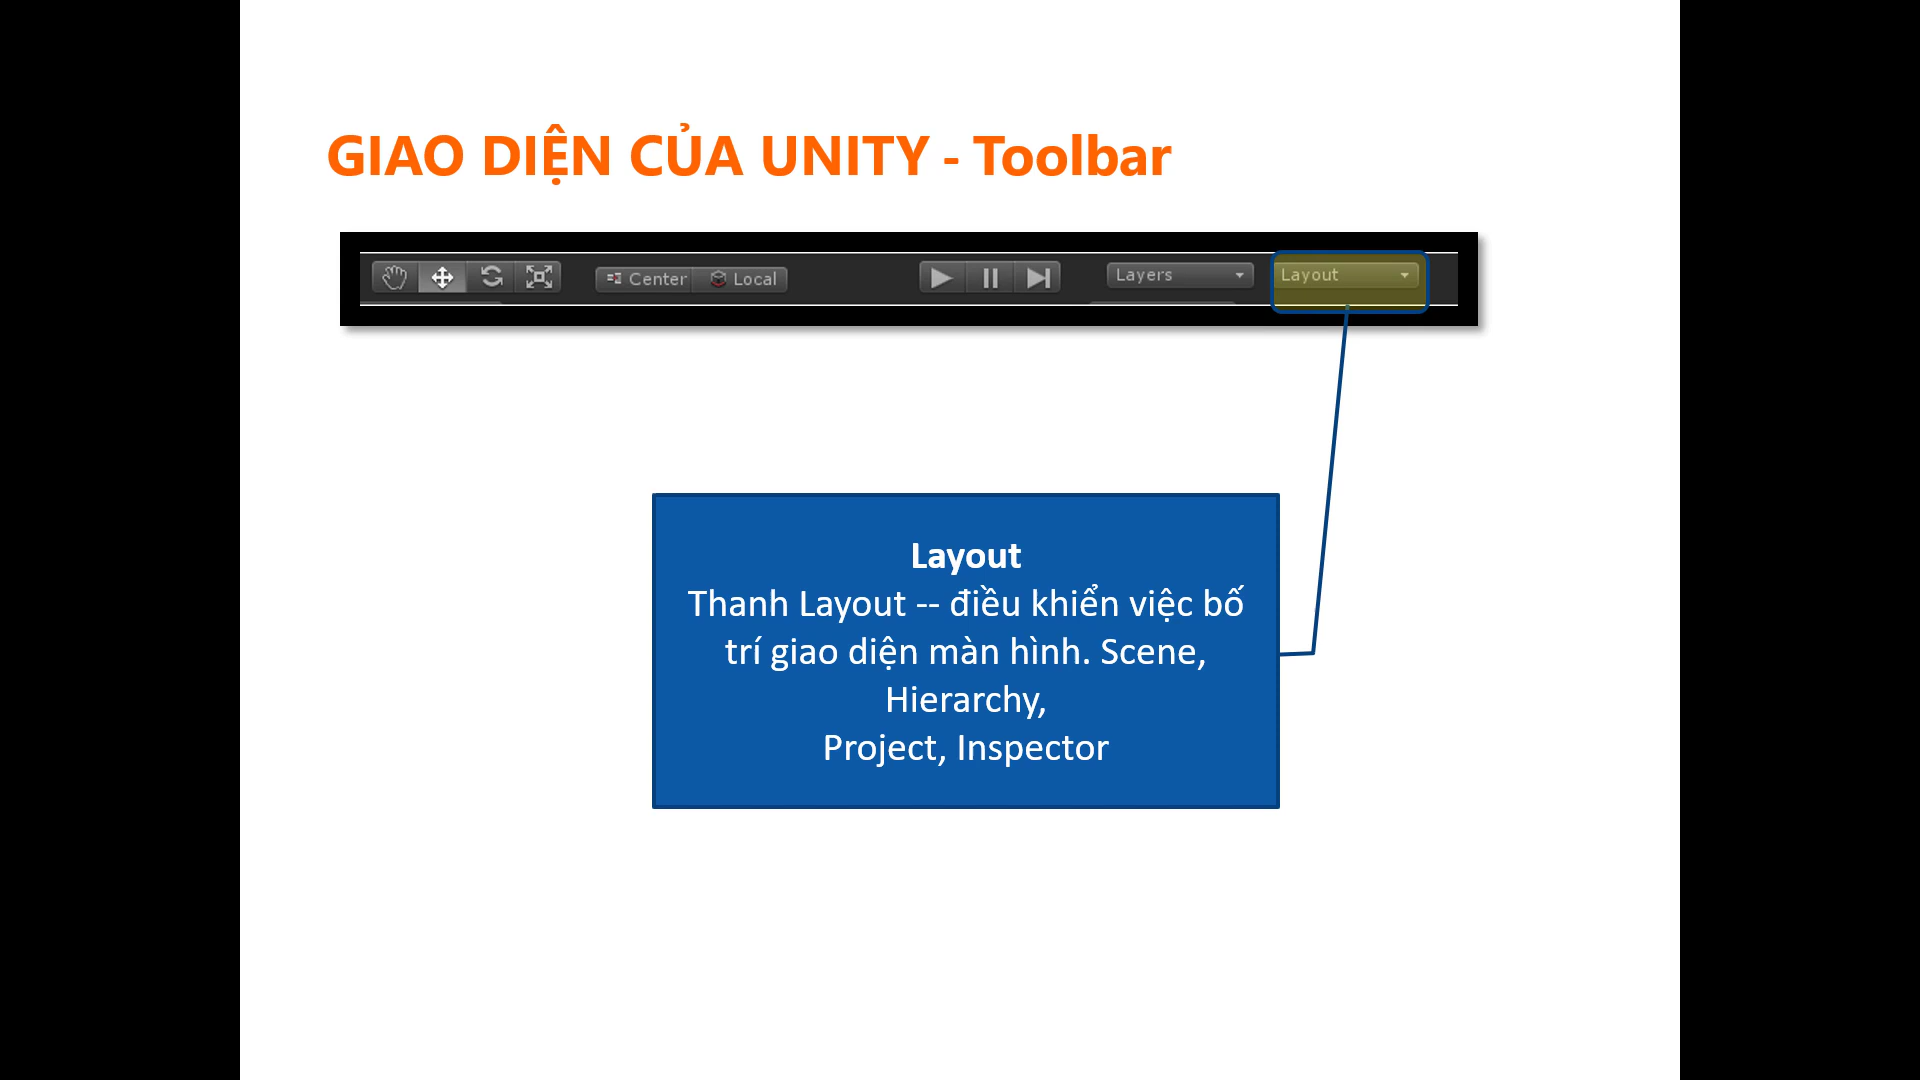 GIAO DIỆN CỦA UNITY - Toolbar
Center Local Layers Layout
Layout
Thanh Layout -- điều khiển việc bố
trí giao diện màn hình. Scene,
Hierarchy,
Project, Inspector